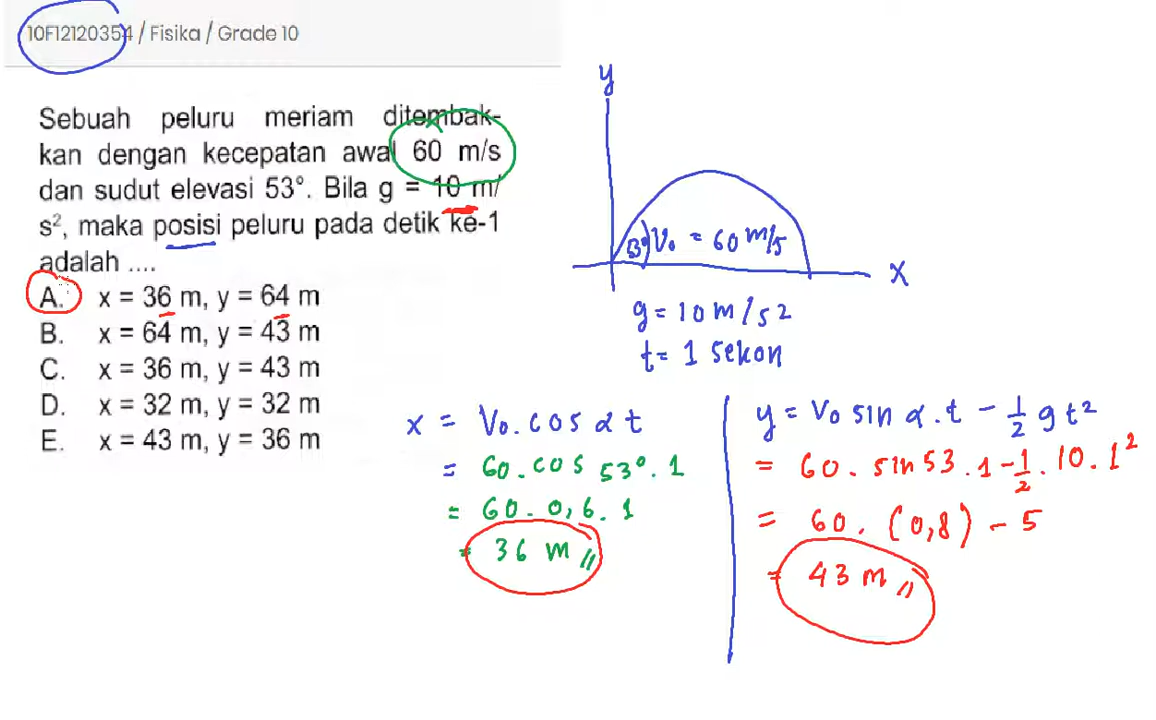 10F12120354 / Fisika / Grade 10
Sebuah peluru meriam ditembak-
kan dengan kecepatan awal 60 m/s
dan sudut elevasi 53°. Bila g = 10 m/
s², maka posisi peluru pada detik ke-1
adalah ....
A. x = 36 m, y = 64 m
B. x = 64 m, y = 43 m
C. x = 36 m, y = 43 m
D. x = 32 m, y = 32 m
E. x = 43 m, y = 36 m
y
V₀ = 60 m/s
x
g = 10 m/s2
t = 1 sekon
x = V₀. cos α t
= 60. cos 53°. 1
= 60. 0,6. 1
= 36 m //
y = V₀ sin α. t - 1/2 g t²
= 60. sin 53. 1 - 1/2. 10. 1²
= 60. (0,8) - 5
= 43 m //